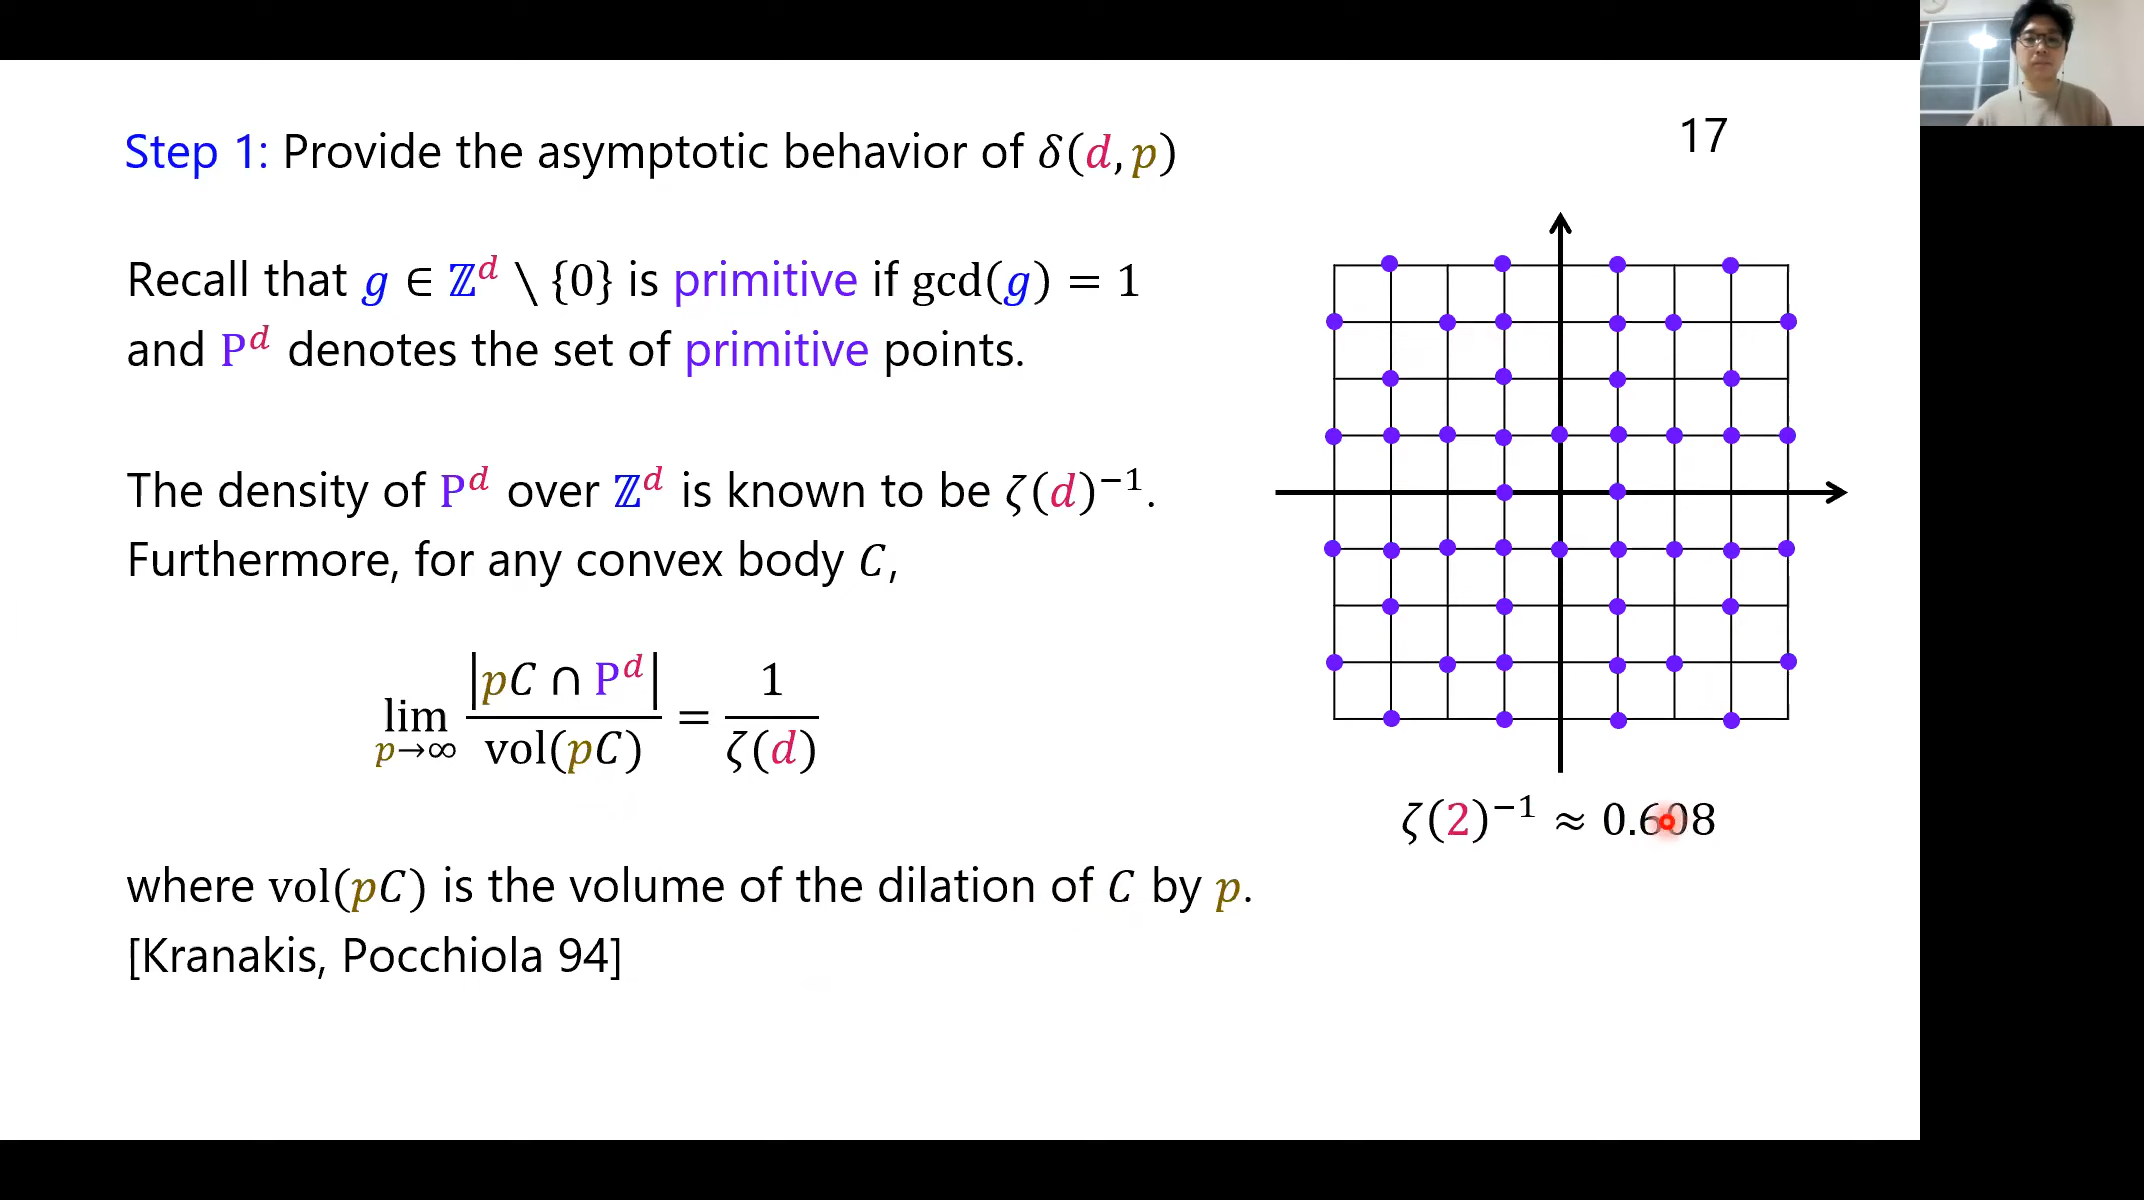 Step 1: Provide the asymptotic behavior of δ(d, p)
17
Recall that g ∈ ℤ^d \ {0} is primitive if gcd(g) = 1
and P^d denotes the set of primitive points.
The density of P^d over ℤ^d is known to be ζ(d)^−1.
Furthermore, for any convex body C,
lim_{p→∞} |pC ∩ P^d| / vol(pC) = 1 / ζ(d)
ζ(2)^−1 ≈ 0.608
where vol(pC) is the volume of the dilation of C by p.
[Kranakis, Pocchiola 94]